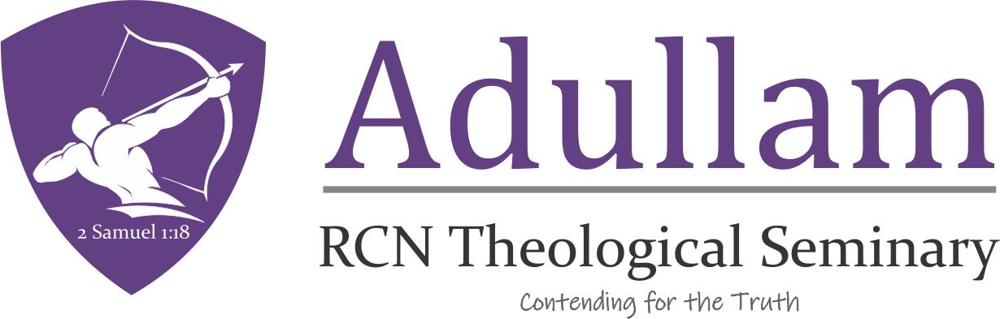 2 Samuel 1:18
Adullam
RCN Theological Seminary
Contending for the Truth